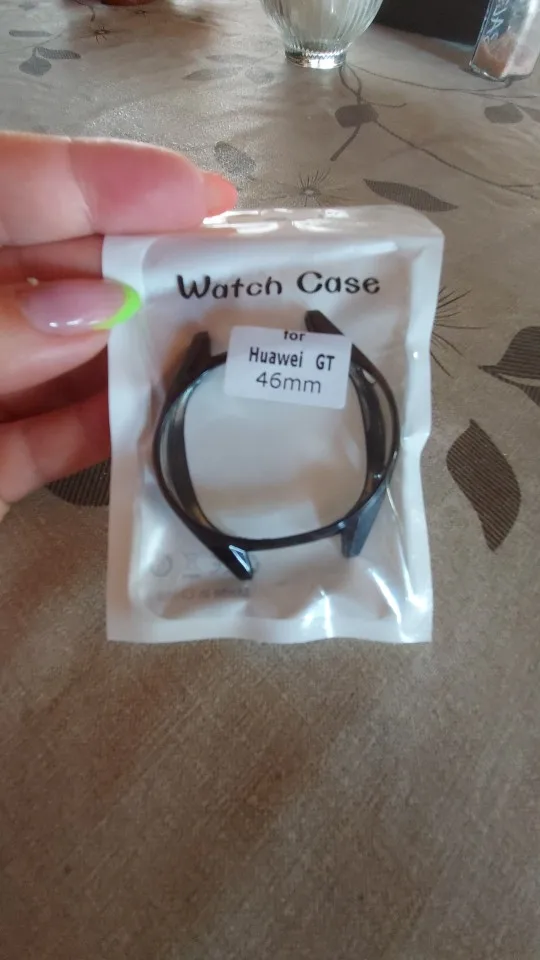 Watch Case
for
Huawei GT
46mm